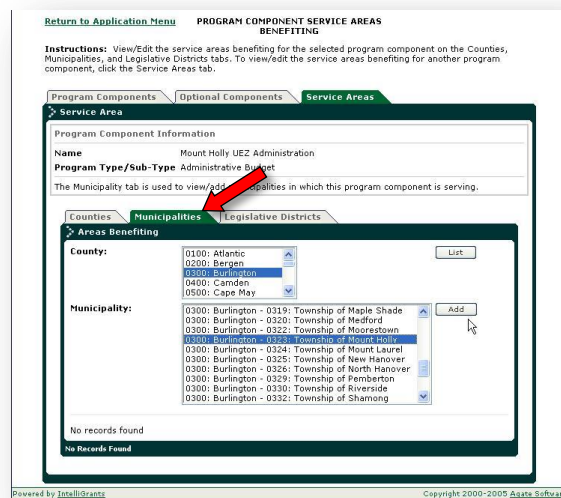 Return to Application Menu PROGRAM COMPONENT SERVICE AREAS
BENEFITING
Instructions: View/Edit the service areas benefiting for the selected program component on the Counties,
Municipalities, and Legislative Districts tabs. To view/edit the service areas benefiting for another program
component, click the Service Areas tab.
Program Components Optional Components Service Areas
Service Area
Program Component Information
Name Mount Holly UEZ Administration
Program Type/Sub-Type Administrative Budget
The Municipality tab is used to view/add in which this program component is serving.
Counties Municipalities Legislative Districts
Areas Benefiting
County: List
0100: Atlantic
0200: Bergen
0300: Burlington
0400: Camden
0500: Cape May
Municipality: Add
0300: Burlington - 0319: Township of Maple Shade
0300: Burlington - 0320: Township of Medford
0300: Burlington - 0322: Township of Moorestown
0300: Burlington - 0323: Township of Mount Holly
0300: Burlington - 0324: Township of Mount Laurel
0300: Burlington - 0325: Township of New Hanover
0300: Burlington - 0326: Township of North Hanover
0300: Burlington - 0329: Township of Pemberton
0300: Burlington - 0330: Township of Riverside
0300: Burlington - 0332: Township of Shamong
No records found
No Records Found
Powered by IntelliGrants Copyright 2000-2005 Agate Softwar